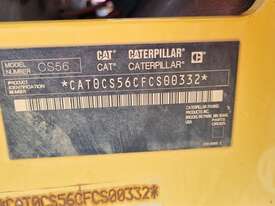 MODEL NUMBER CS56
CAT CATERPILLAR
PRODUCT IDENTIFICATION NUMBER
CAT CATERPILLAR
*CAT0CS56CFCS00332*
*CAT0CS56CFCS00332*